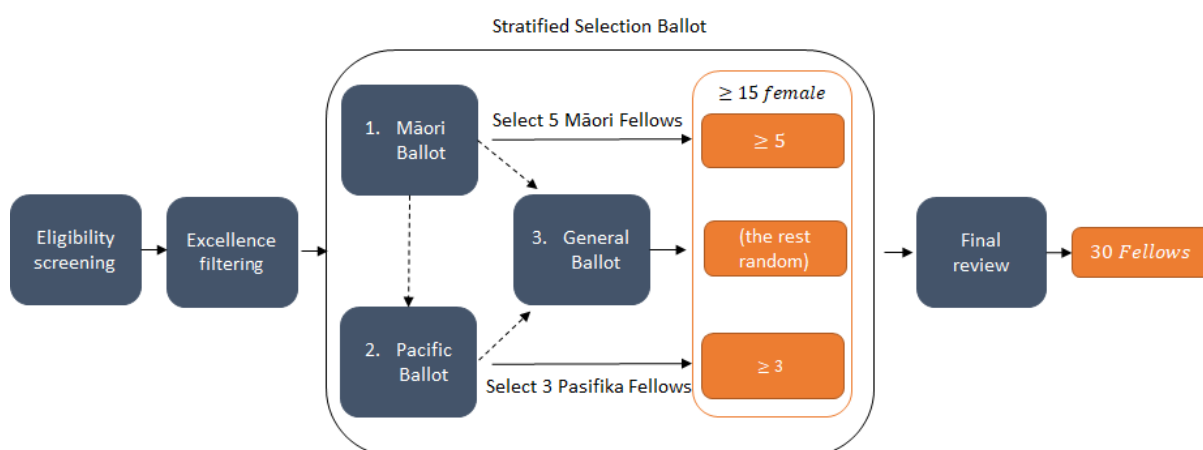 Stratified Selection Ballot
≥ 15 female
1. Māori
Ballot
Select 5 Māori Fellows
≥ 5
Eligibility
screening
Excellence
filtering
3. General
Ballot
(the rest
random)
Final
review
30 Fellows
2. Pacific
Ballot
Select 3 Pasifika Fellows
≥ 3